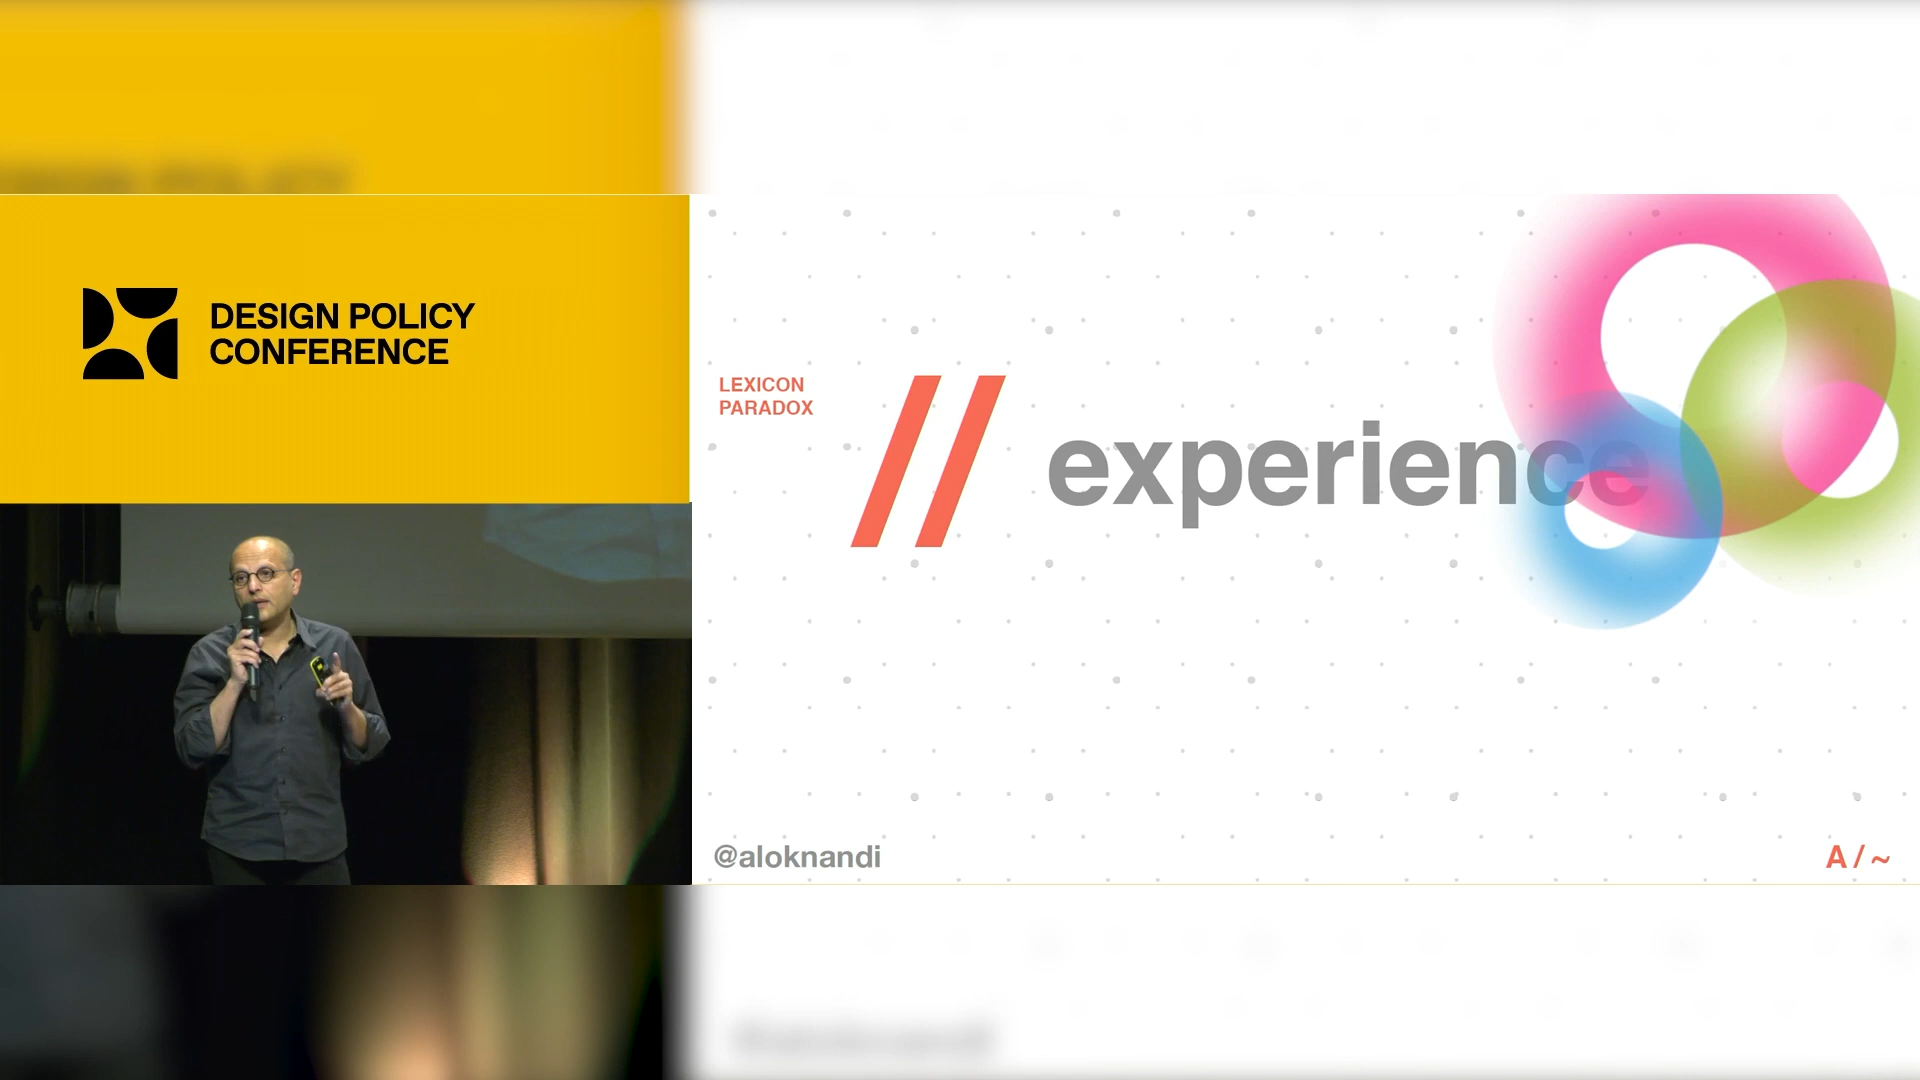 DESIGN POLICY
CONFERENCE
LEXICON
PARADOX
// experience
@aloknandi
A / ~